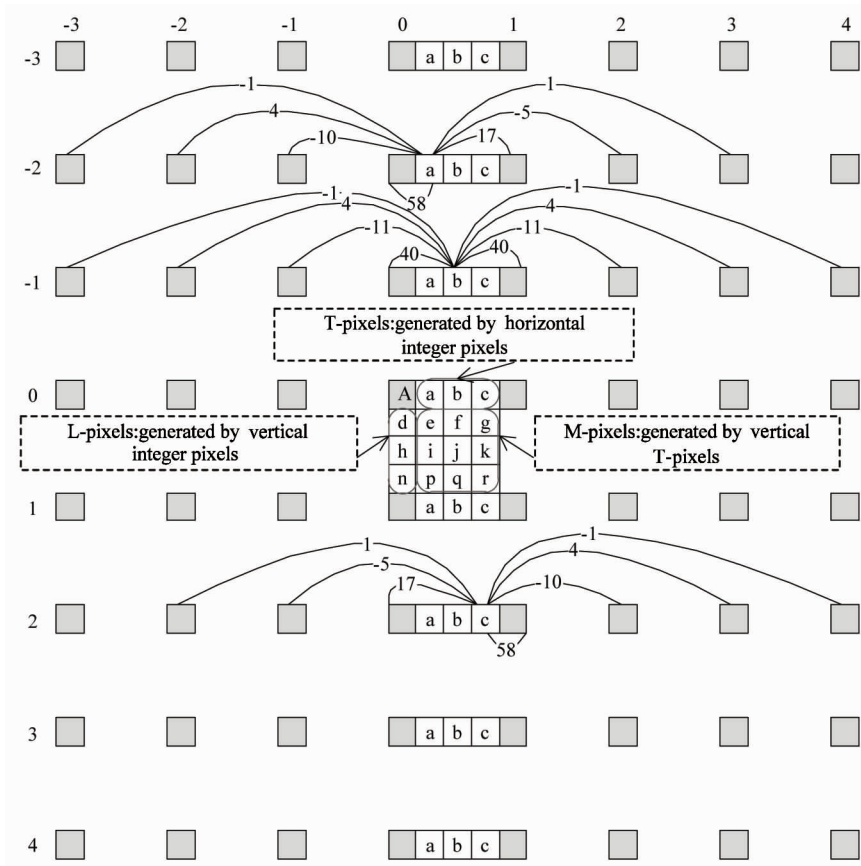 -3 -2 -1 0 1 2 3 4
-3 a b c
-1 1
4 -5
-10 17
-2 a b c
58
-1 -1
4 4
-11 -11
40 40
-1 a b c
T-pixels:generated by horizontal
integer pixels
0 A a b c
d e f g
L-pixels:generated by vertical
integer pixels
M-pixels:generated by vertical
T-pixels
h i j k
n p q r
1 a b c
1 -1
-5 4
17 -10
2 a b c
58
3 a b c
4 a b c